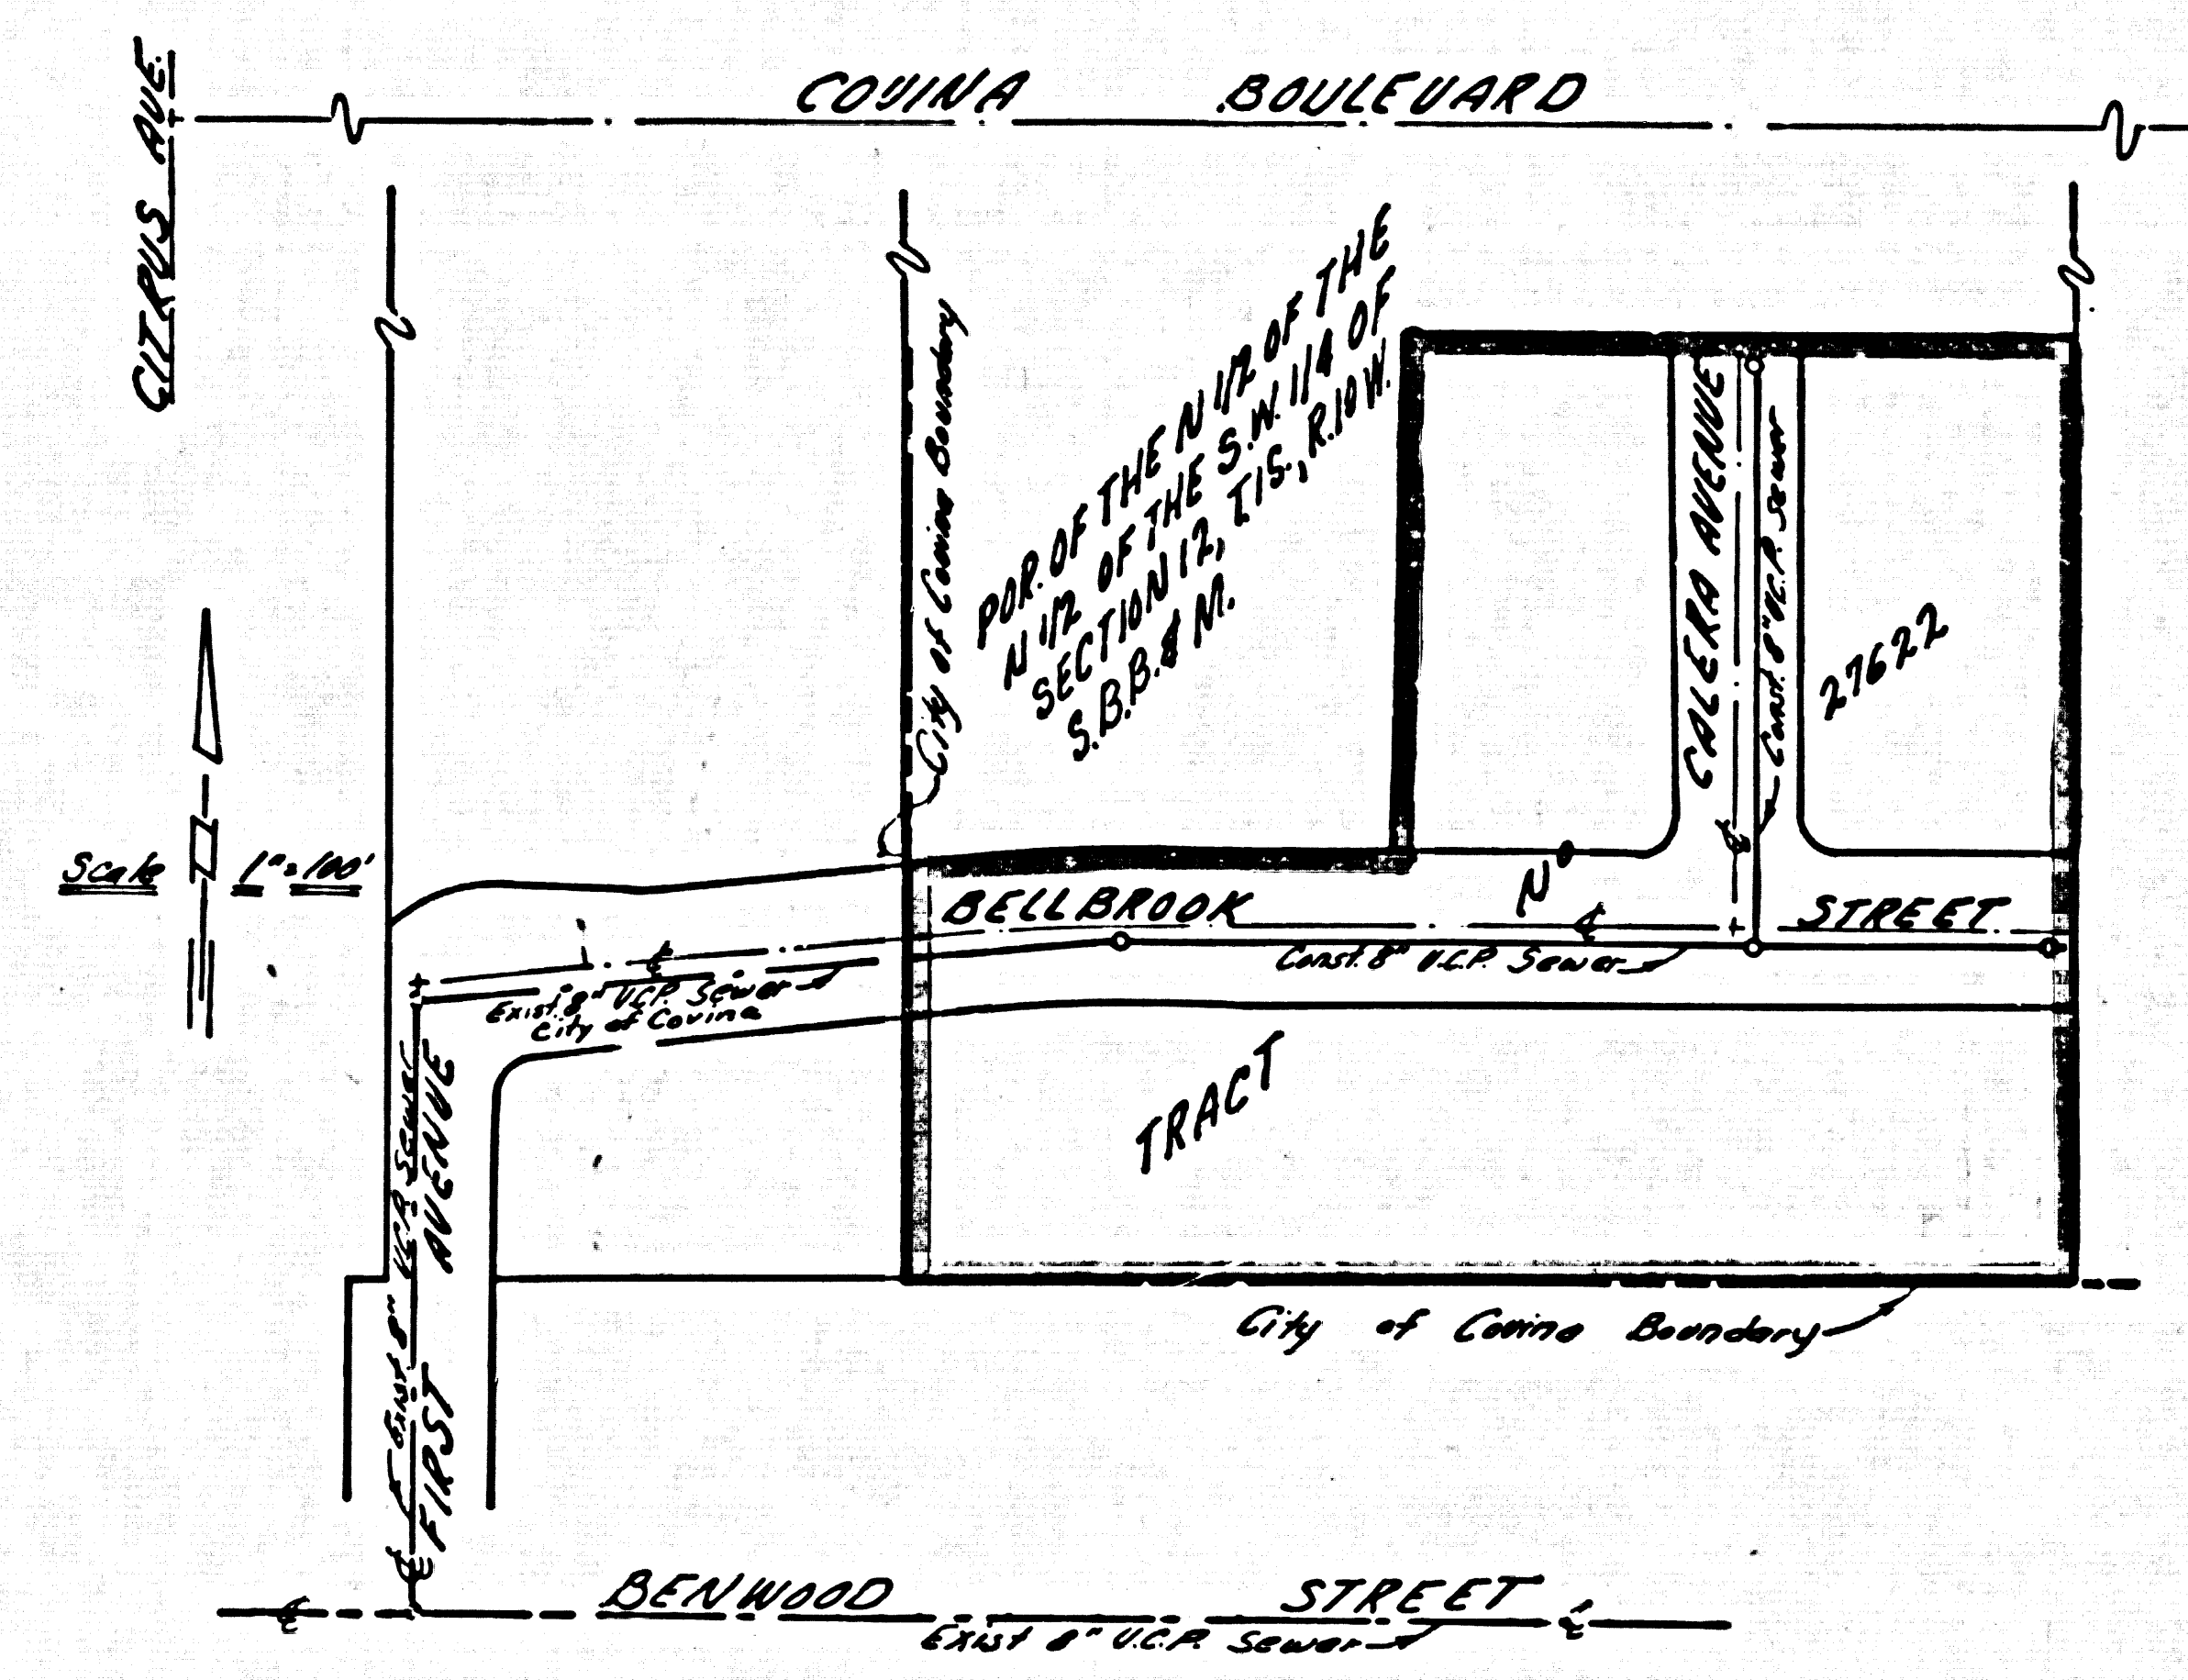 COVINA BOULEVARD
CITRUS AVE.
City of Covina Boundary
POR. OF THE N 1/2 OF THE
N 1/2 OF THE S.W. 1/4 OF
SECTION 12, T.1S., R.10W.
S.B.B. & M.
CALERA AVENUE
Const. 8" V.C.P. Sewer
27622
Scale 1"=100'
N°
BELLBROOK STREET
Const. 8" V.C.P. Sewer
Exist. 8" V.C.P. Sewer
City of Covina
TRACT
Exist. 8" V.C.P. Sewer
FIRST AVENUE
City of Covina Boundary
BENWOOD STREET
Exist 8" V.C.P. Sewer